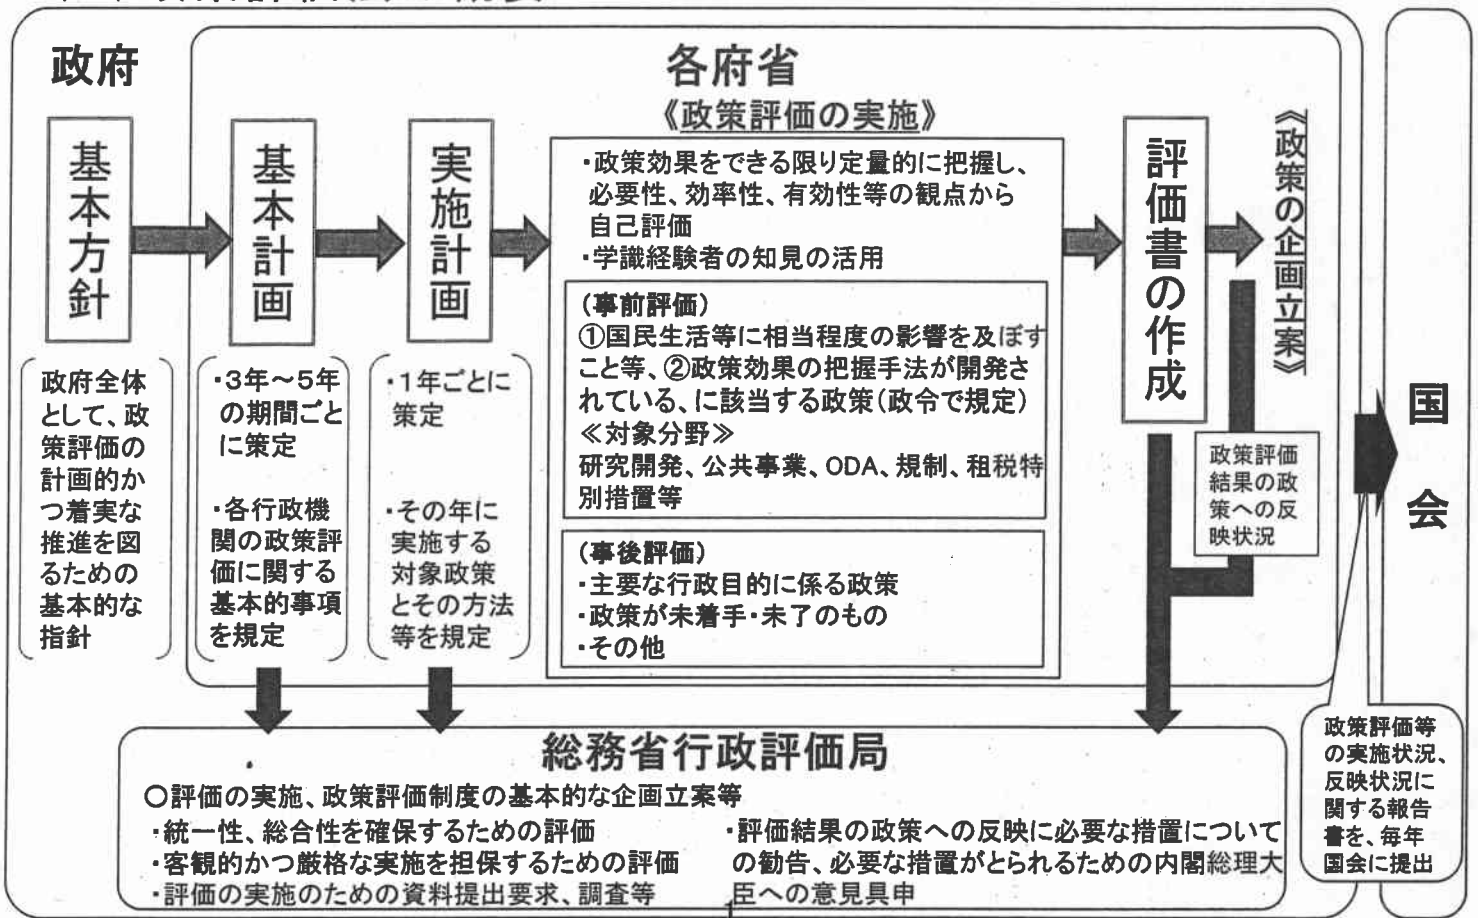 政府
各府省
《政策評価の実施》
基本方針
基本計画
実施計画
・政策効果をできる限り定量的に把握し、
必要性、効率性、有効性等の観点から
自己評価
・学識経験者の知見の活用
(事前評価)
①国民生活等に相当程度の影響を及ぼす
こと等、②政策効果の把握手法が開発さ
れている、に該当する政策(政令で規定)
≪対象分野≫
研究開発、公共事業、ODA、規制、租税特
別措置等
(事後評価)
・主要な行政目的に係る政策
・政策が未着手・未了のもの
・その他
評価書の作成
《政策の企画立案》
政府全体
として、政
策評価の
計画的か
つ着実な
推進を図
るための
基本的な
指針
・3年～5年
の期間ごと
に策定
・各行政機
関の政策評
価に関する
基本的事項
を規定
・1年ごとに
策定
・その年に
実施する
対象政策
とその方法
等を規定
政策評価
結果の政
策への反
映状況
国会
総務省行政評価局
○評価の実施、政策評価制度の基本的な企画立案等
・統一性、総合性を確保するための評価
・客観的かつ厳格な実施を担保するための評価
・評価の実施のための資料提出要求、調査等
・評価結果の政策への反映に必要な措置について
の勧告、必要な措置がとられるための内閣総理大
臣への意見具申
政策評価等
の実施状況、
反映状況に
関する報告
書を、毎年
国会に提出
1